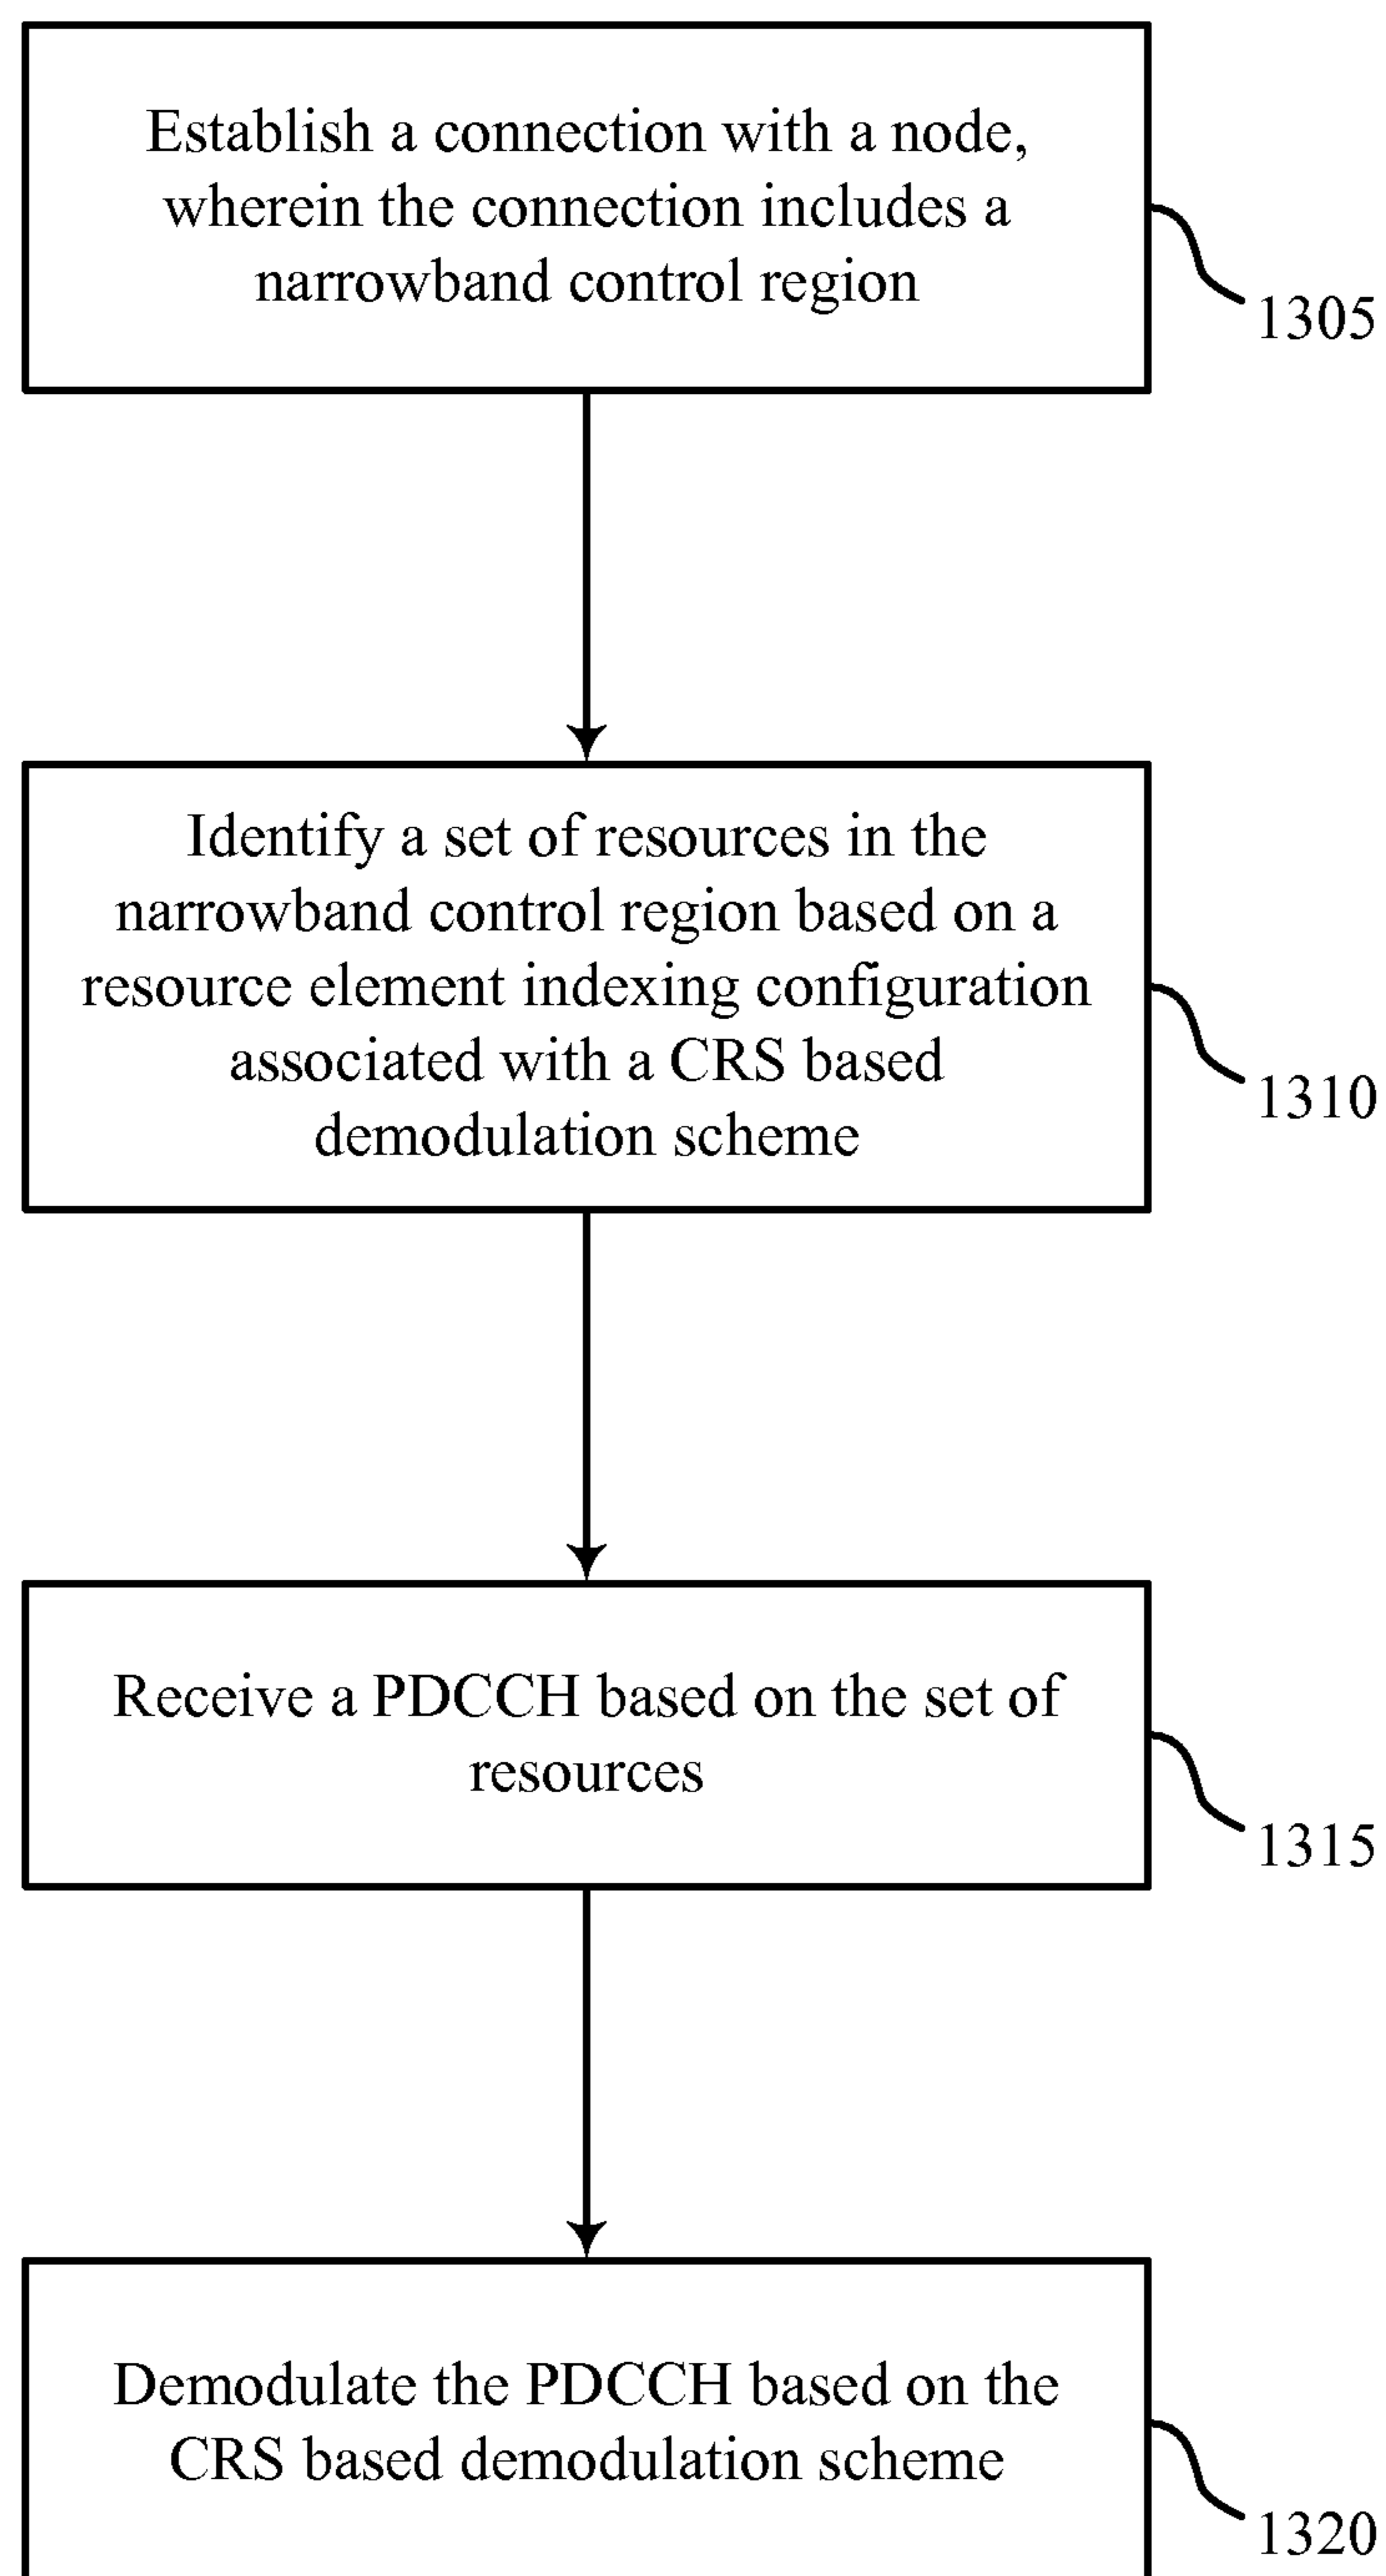 Establish a connection with a node,
wherein the connection includes a
narrowband control region
1305
Identify a set of resources in the
narrowband control region based on a
resource element indexing configuration
associated with a CRS based
demodulation scheme
1310
Receive a PDCCH based on the set of
resources
1315
Demodulate the PDCCH based on the
CRS based demodulation scheme
1320